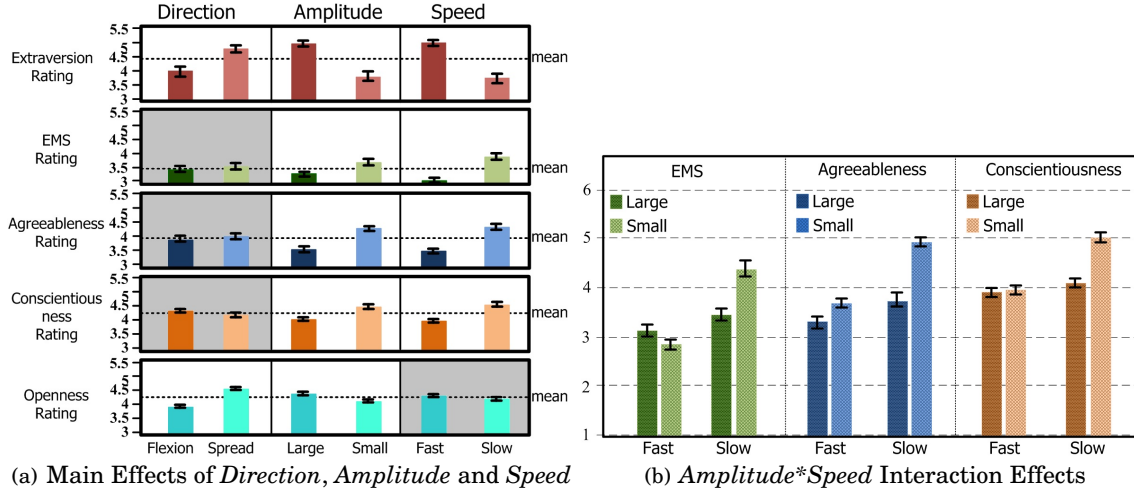 Direction Amplitude Speed
Extraversion
Rating
5.5
5
4.5
4
3.5
3
mean
EMS
Rating
5.5
5
4.5
4
3.5
3
mean
Agreeableness
Rating
5.5
5
4.5
4
3.5
3
mean
Conscientious
ness
Rating
5.5
5
4.5
4
3.5
3
mean
Openness
Rating
5.5
5
4.5
4
3.5
3
mean
Flexion Spread Large Small Fast Slow
(a) Main Effects of Direction, Amplitude and Speed
EMS Agreeableness Conscientiousness
6
5
4
3
2
1
Large Large Large
Small Small Small
Fast Slow Fast Slow Fast Slow
(b) Amplitude*Speed Interaction Effects